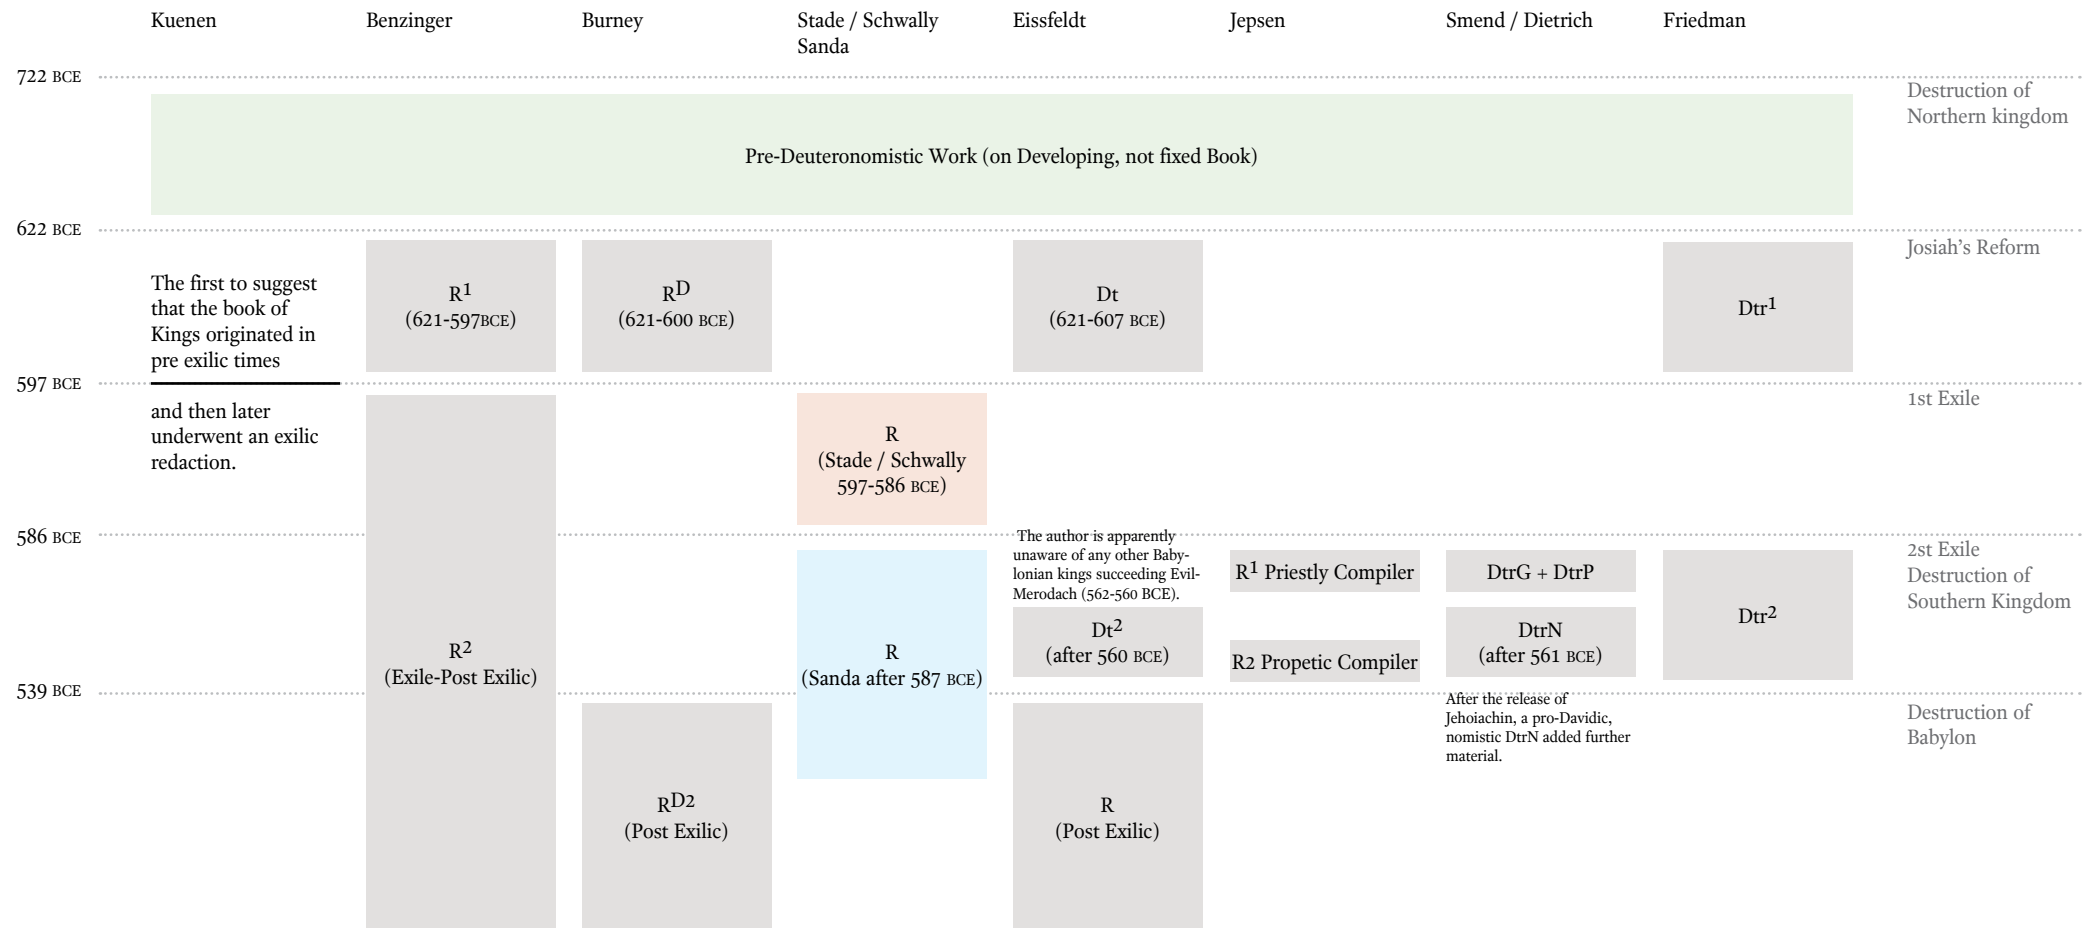 Kuenen
Benzinger
Burney
Stade / Schwally
Sanda
Eissfeldt
Jepsen
Smend / Dietrich
Friedman
722 BCE
Destruction of
Northern kingdom
Pre-Deuteronomistic Work (on Developing, not fixed Book)
622 BCE
Josiah's Reform
The first to suggest
that the book of
Kings originated in
pre exilic times
R1
(621-597BCE)
RD
(621-600 BCE)
Dt
(621-607 BCE)
Dtr1
597 BCE
1st Exile
and then later
underwent an exilic
redaction.
R
(Stade / Schwally
597-586 BCE)
586 BCE
2st Exile
Destruction of
Southern Kingdom
The author is apparently
unaware of any other Baby-
lonian kings succeeding Evil-
Merodach (562-560 BCE).
R1 Priestly Compiler
DtrG + DtrP
Dtr2
R2
(Exile-Post Exilic)
R
(Sanda after 587 BCE)
Dt2
(after 560 BCE)
R2 Propetic Compiler
DtrN
(after 561 BCE)
539 BCE
Destruction of
Babylon
After the release of
Jehoiachin, a pro-Davidic,
nomistic DtrN added further
material.
RD2
(Post Exilic)
R
(Post Exilic)